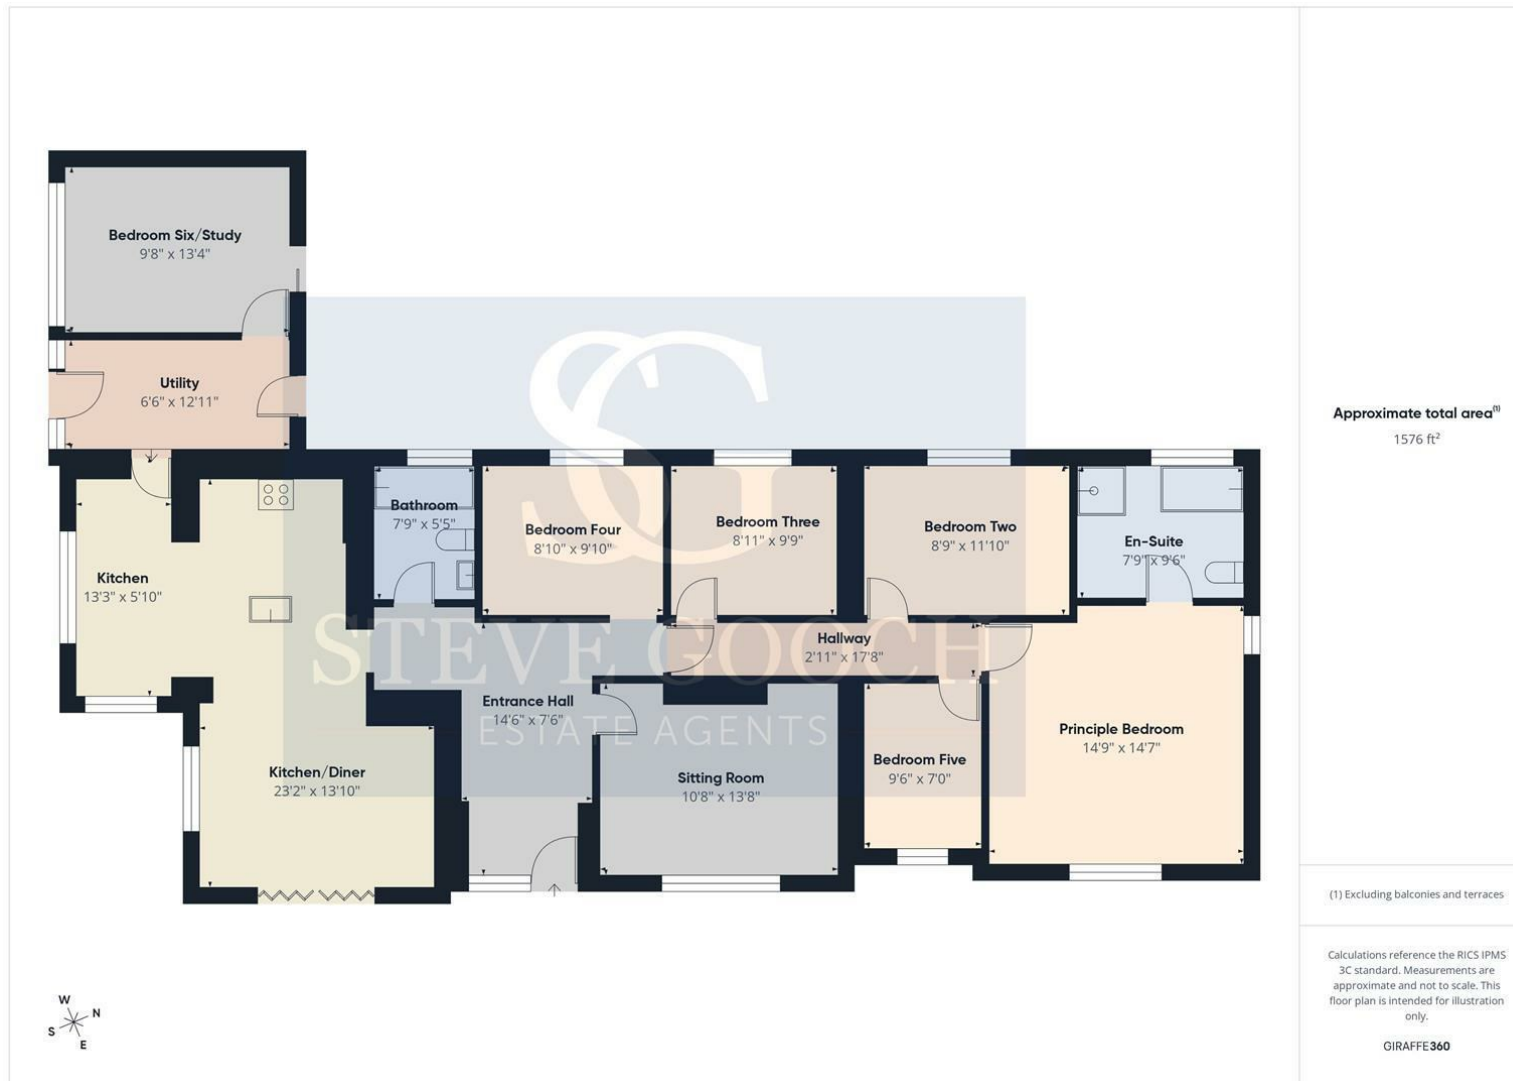 Bedroom Six/Study
9'8" x 13'4"
Utility
6'6" x 12'11"
Bathroom
7'9" x 5'5"
Bedroom Four
8'10" x 9'10"
Bedroom Three
8'11" x 9'9"
Bedroom Two
8'9" x 11'10"
En-Suite
7'9" x 9'6"
Kitchen
13'3" x 5'10"
Hallway
2'11" x 17'8"
STEVE GOOCH
ESTATE AGENTS
SG
Entrance Hall
14'6" x 7'6"
Kitchen/Diner
23'2" x 13'10"
Sitting Room
10'8" x 13'8"
Bedroom Five
9'6" x 7'0"
Principle Bedroom
14'9" x 14'7"
W
N
S
E
Approximate total area(1)
1576 ft²
(1) Excluding balconies and terraces
Calculations reference the RICS IPMS
3C standard. Measurements are
approximate and not to scale. This
floor plan is intended for illustration
only.
GIRAFFE360